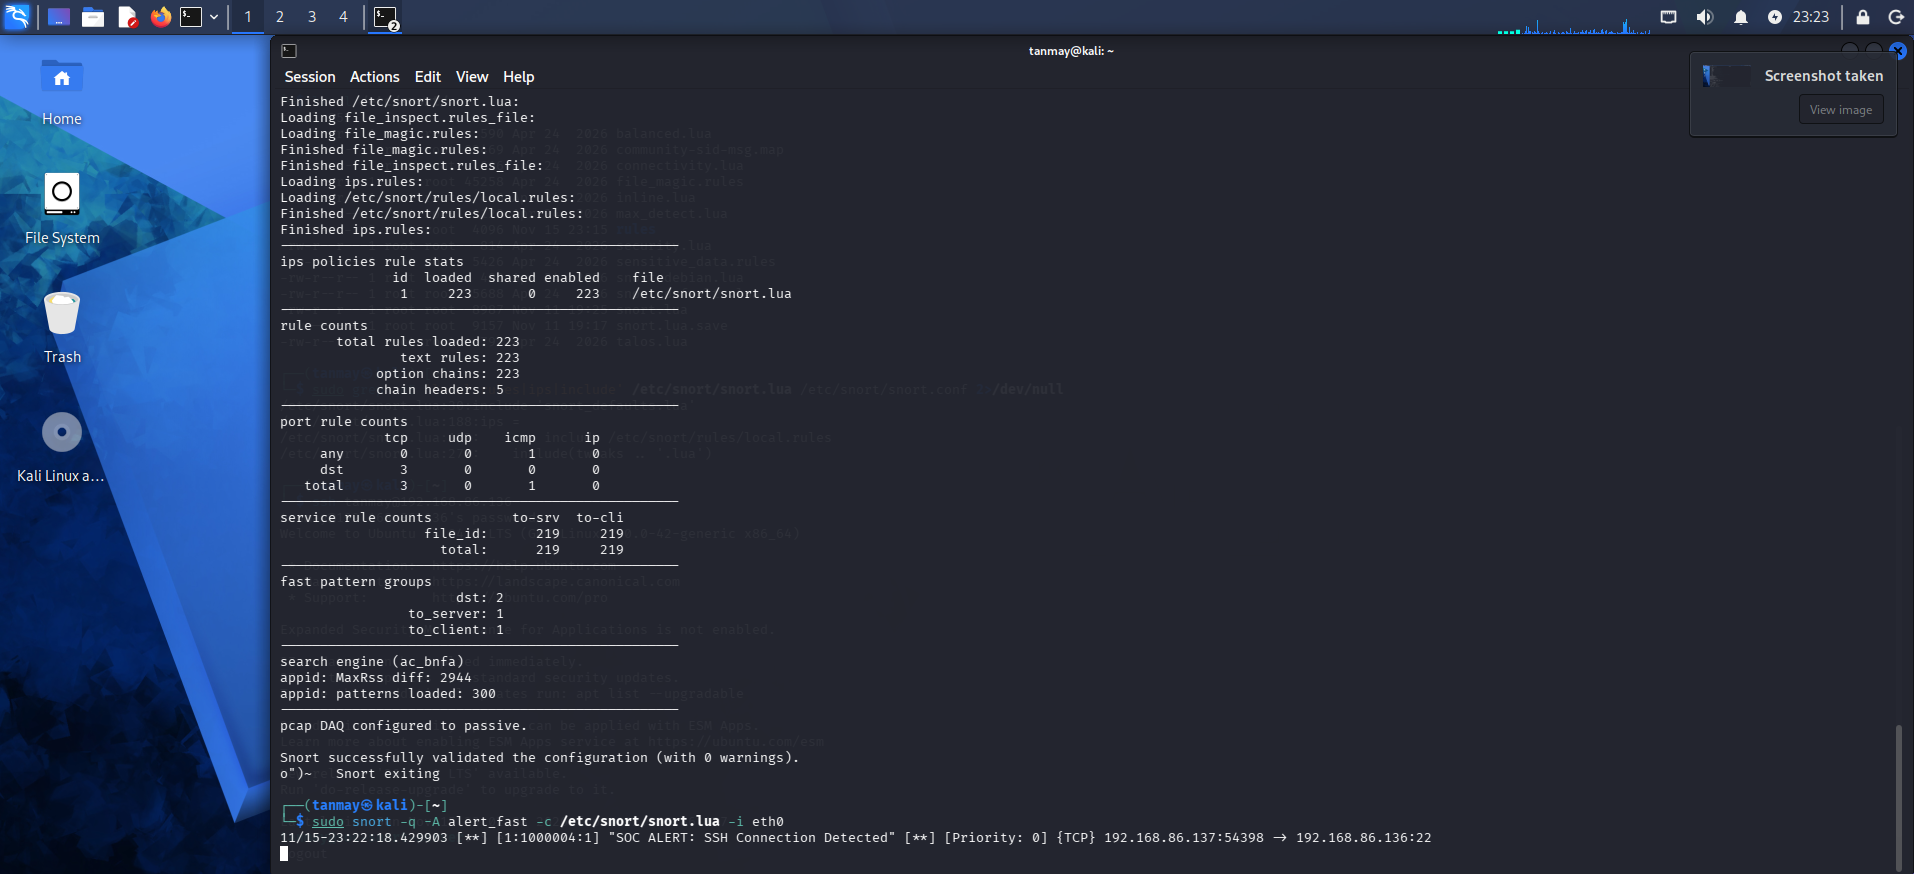 1 2 3 4 2 23:23
tanmay@kali: ~
Session Actions Edit View Help
Screenshot taken
View image
Home
File System
Trash
Kali Linux a...
Finished /etc/snort/snort.lua:
Loading file_inspect.rules_file:
Loading file_magic.rules:
Finished file_magic.rules:
Finished file_inspect.rules_file:
Loading ips.rules:
Loading /etc/snort/rules/local.rules:
Finished /etc/snort/rules/local.rules:
Finished ips.rules:
ips policies rule stats
id loaded shared enabled file
1 223 0 223 /etc/snort/snort.lua
rule counts
total rules loaded: 223
text rules: 223
option chains: 223
chain headers: 5
port rule counts
tcp udp icmp ip
any 0 0 1 0
dst 3 0 0 0
total 3 0 1 0
service rule counts to-srv to-cli
file_id: 219 219
total: 219 219
fast pattern groups
dst: 2
to_server: 1
to_client: 1
search engine (ac_bnfa)
appid: MaxRss diff: 2944
appid: patterns loaded: 300
pcap DAQ configured to passive.
Snort successfully validated the configuration (with 0 warnings).
o")~ Snort exiting
┌──(tanmay㉿kali)-[~]
└─$ sudo snort -q -A alert_fast -c /etc/snort/snort.lua -i eth0
11/15-23:22:18.429903 [**] [1:1000004:1] "SOC ALERT: SSH Connection Detected" [**] [Priority: 0] {TCP} 192.168.86.137:54398 → 192.168.86.136:22